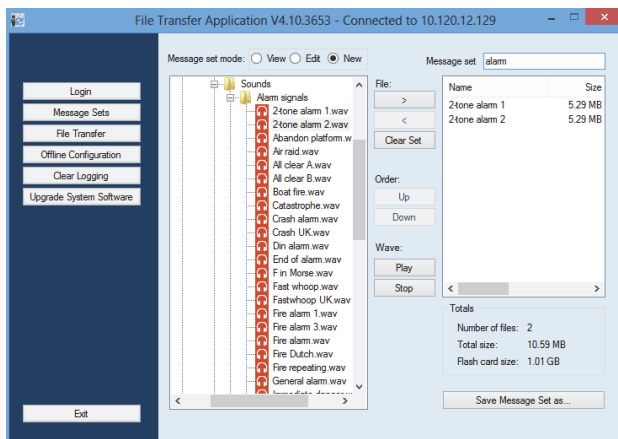 File Transfer Application V4.10.3653 - Connected to 10.120.12.129
Message set mode: View Edit New
Message set alarm
Login
Message Sets
File Transfer
Offline Configuration
Clear Logging
Upgrade System Software
Exit
Sounds
Alarm signals
2-tone alarm 1.wav
2-tone alarm 2.wav
Abandon platform.w
Air raid.wav
All clear A.wav
All clear B.wav
Boat fire.wav
Catastrophe.wav
Crash alarm.wav
Crash UK.wav
Din alarm.wav
End of alarm.wav
F in Morse.wav
Fast whoop.wav
Fastwhoop UK.wav
Fire alarm 1.wav
Fire alarm 3.wav
Fire alarm.wav
Fire Dutch.wav
Fire repeating.wav
General alarm.wav
File:
>
<
Clear Set
Order:
Up
Down
Wave:
Play
Stop
Name Size
2-tone alarm 1 5.29 MB
2-tone alarm 2 5.29 MB
Totals
Number of files: 2
Total size: 10.59 MB
Flash card size: 1.01 GB
Save Message Set as...